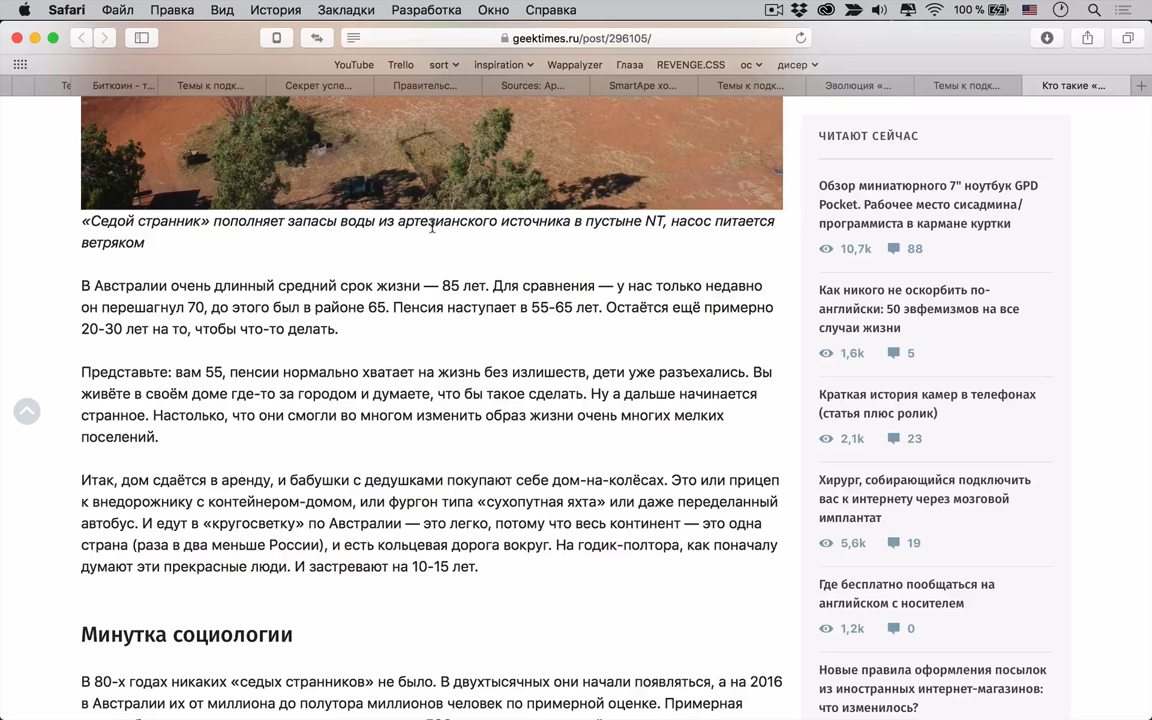 Safari Файл Правка Вид История Закладки Разработка Окно Справка 100 %
geektimes.ru/post/296105/
YouTube Trello sort inspiration Wappalyzer Глаза REVENGE.CSS ос дисер
Те Биткоин – т... Темы к подк... Секрет успе... Правительс... Sources: Ap... SmartApe хо... Темы к подк... Эволюция «... Темы к подк... Кто такие «...
«Седой странник» пополняет запасы воды из артезианского источника в пустыне NT, насос питается
ветряком
В Австралии очень длинный средний срок жизни — 85 лет. Для сравнения — у нас только недавно
он перешагнул 70, до этого был в районе 65. Пенсия наступает в 55-65 лет. Остаётся ещё примерно
20-30 лет на то, чтобы что-то делать.
Представьте: вам 55, пенсии нормально хватает на жизнь без излишеств, дети уже разъехались. Вы
живёте в своём доме где-то за городом и думаете, что бы такое сделать. Ну а дальше начинается
странное. Настолько, что они смогли во многом изменить образ жизни очень многих мелких
поселений.
Итак, дом сдаётся в аренду, и бабушки с дедушками покупают себе дом-на-колёсах. Это или прицеп
к внедорожнику с контейнером-домом, или фургон типа «сухопутная яхта» или даже переделанный
автобус. И едут в «кругосветку» по Австралии — это легко, потому что весь континент — это одна
страна (раза в два меньше России), и есть кольцевая дорога вокруг. На годик-полтора, как поначалу
думают эти прекрасные люди. И застревают на 10-15 лет.
Минутка социологии
В 80-х годах никаких «седых странников» не было. В двухтысячных они начали появляться, а на 2016
в Австралии их от миллиона до полутора миллионов человек по примерной оценке. Примерная
ЧИТАЮТ СЕЙЧАС
Обзор миниатюрного 7" ноутбук GPD
Pocket. Рабочее место сисадмина/
программиста в кармане куртки
10,7k 88
Как никого не оскорбить по-
английски: 50 эвфемизмов на все
случаи жизни
1,6k 5
Краткая история камер в телефонах
(статья плюс ролик)
2,1k 23
Хирург, собирающийся подключить
вас к интернету через мозговой
имплантат
5,6k 19
Где бесплатно пообщаться на
английском с носителем
1,2k 0
Новые правила оформления посылок
из иностранных интернет-магазинов:
что изменилось?